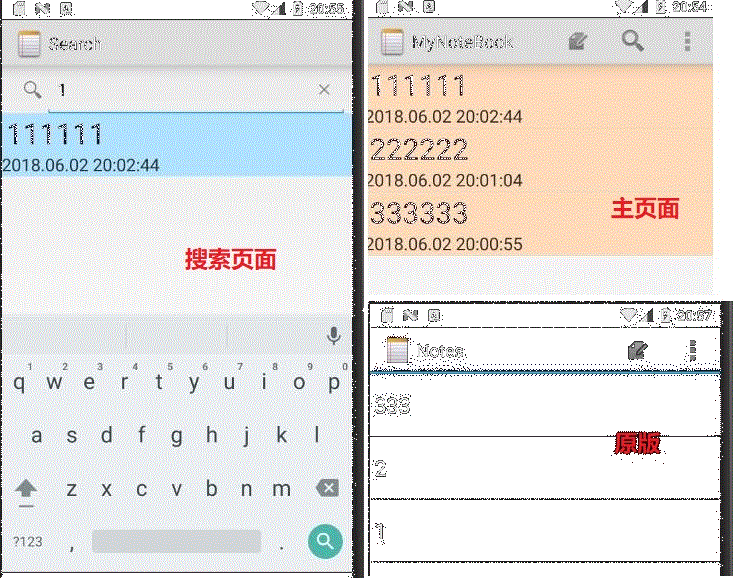 20:55
Search
1
111111
2018.06.02 20:02:44
搜索页面
q 1 w 2 e 3 r 4 t 5 y 6 u 7 i 8 o 9 p 0
a s d f g h j k l
z x c v b n m
?123 , .
20:54
MyNoteBook
111111
2018.06.02 20:02:44
222222
2018.06.02 20:01:04
333333
2018.06.02 20:00:55
主页面
20:57
Notes
333
原版
2
1